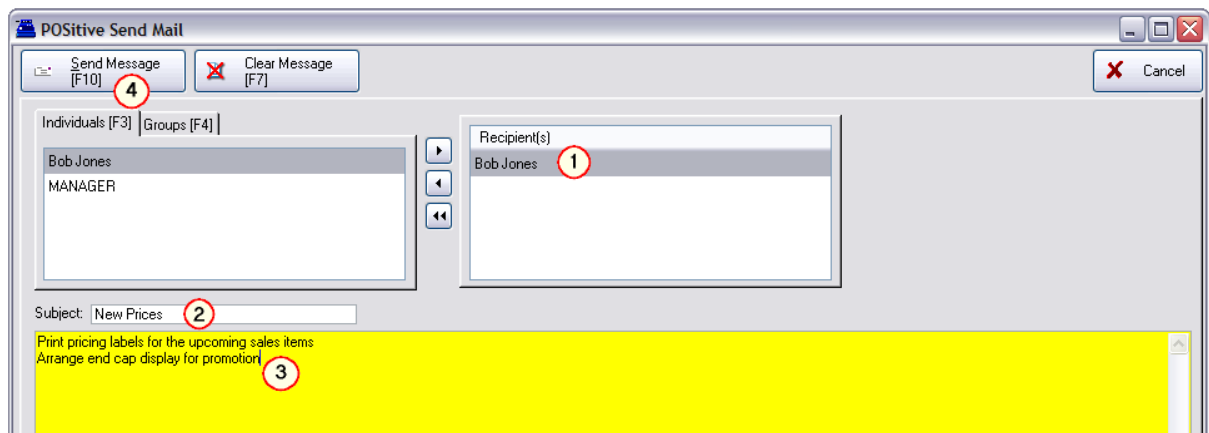 POSitive Send Mail
Send Message
[F10]
Clear Message
[F7]
Cancel
4
Individuals [F3]
Groups [F4]
Bob Jones
MANAGER
Recipient(s)
Bob Jones
1
Subject:
New Prices
2
Print pricing labels for the upcoming sales items
Arrange end cap display for promotion
3